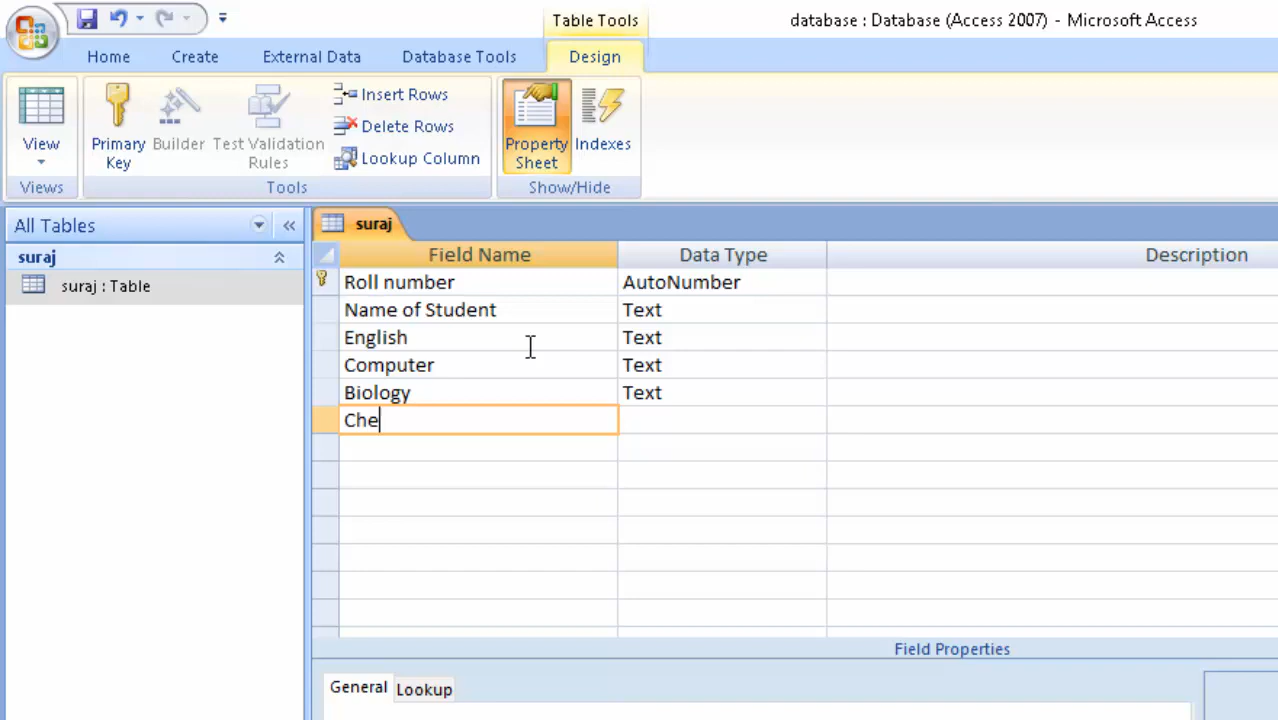 Table Tools
database : Database (Access 2007) - Microsoft Access
Home Create External Data Database Tools Design
View
Primary Key
Builder
Test Validation Rules
Insert Rows
Delete Rows
Lookup Column
Property Sheet
Indexes
Views Tools Show/Hide
All Tables
suraj
suraj : Table
suraj
Field Name Data Type Description
Roll number AutoNumber
Name of Student Text
English Text
Computer Text
Biology Text
Che
Field Properties
General Lookup